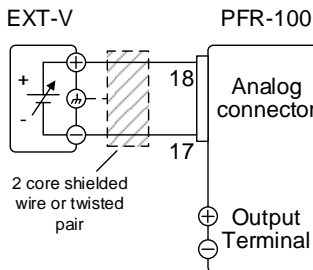 EXT-V
PFR-100
+
-
18
17
Analog
connector
2 core shielded
wire or twisted
pair
Output
Terminal